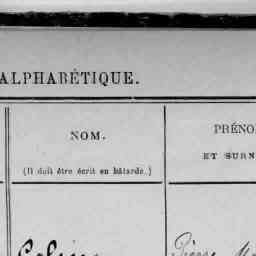 ALPHABÉTIQUE.
NOM.
(Il doit être écrit en bâtarde.)
PRÉNO
ET SURN